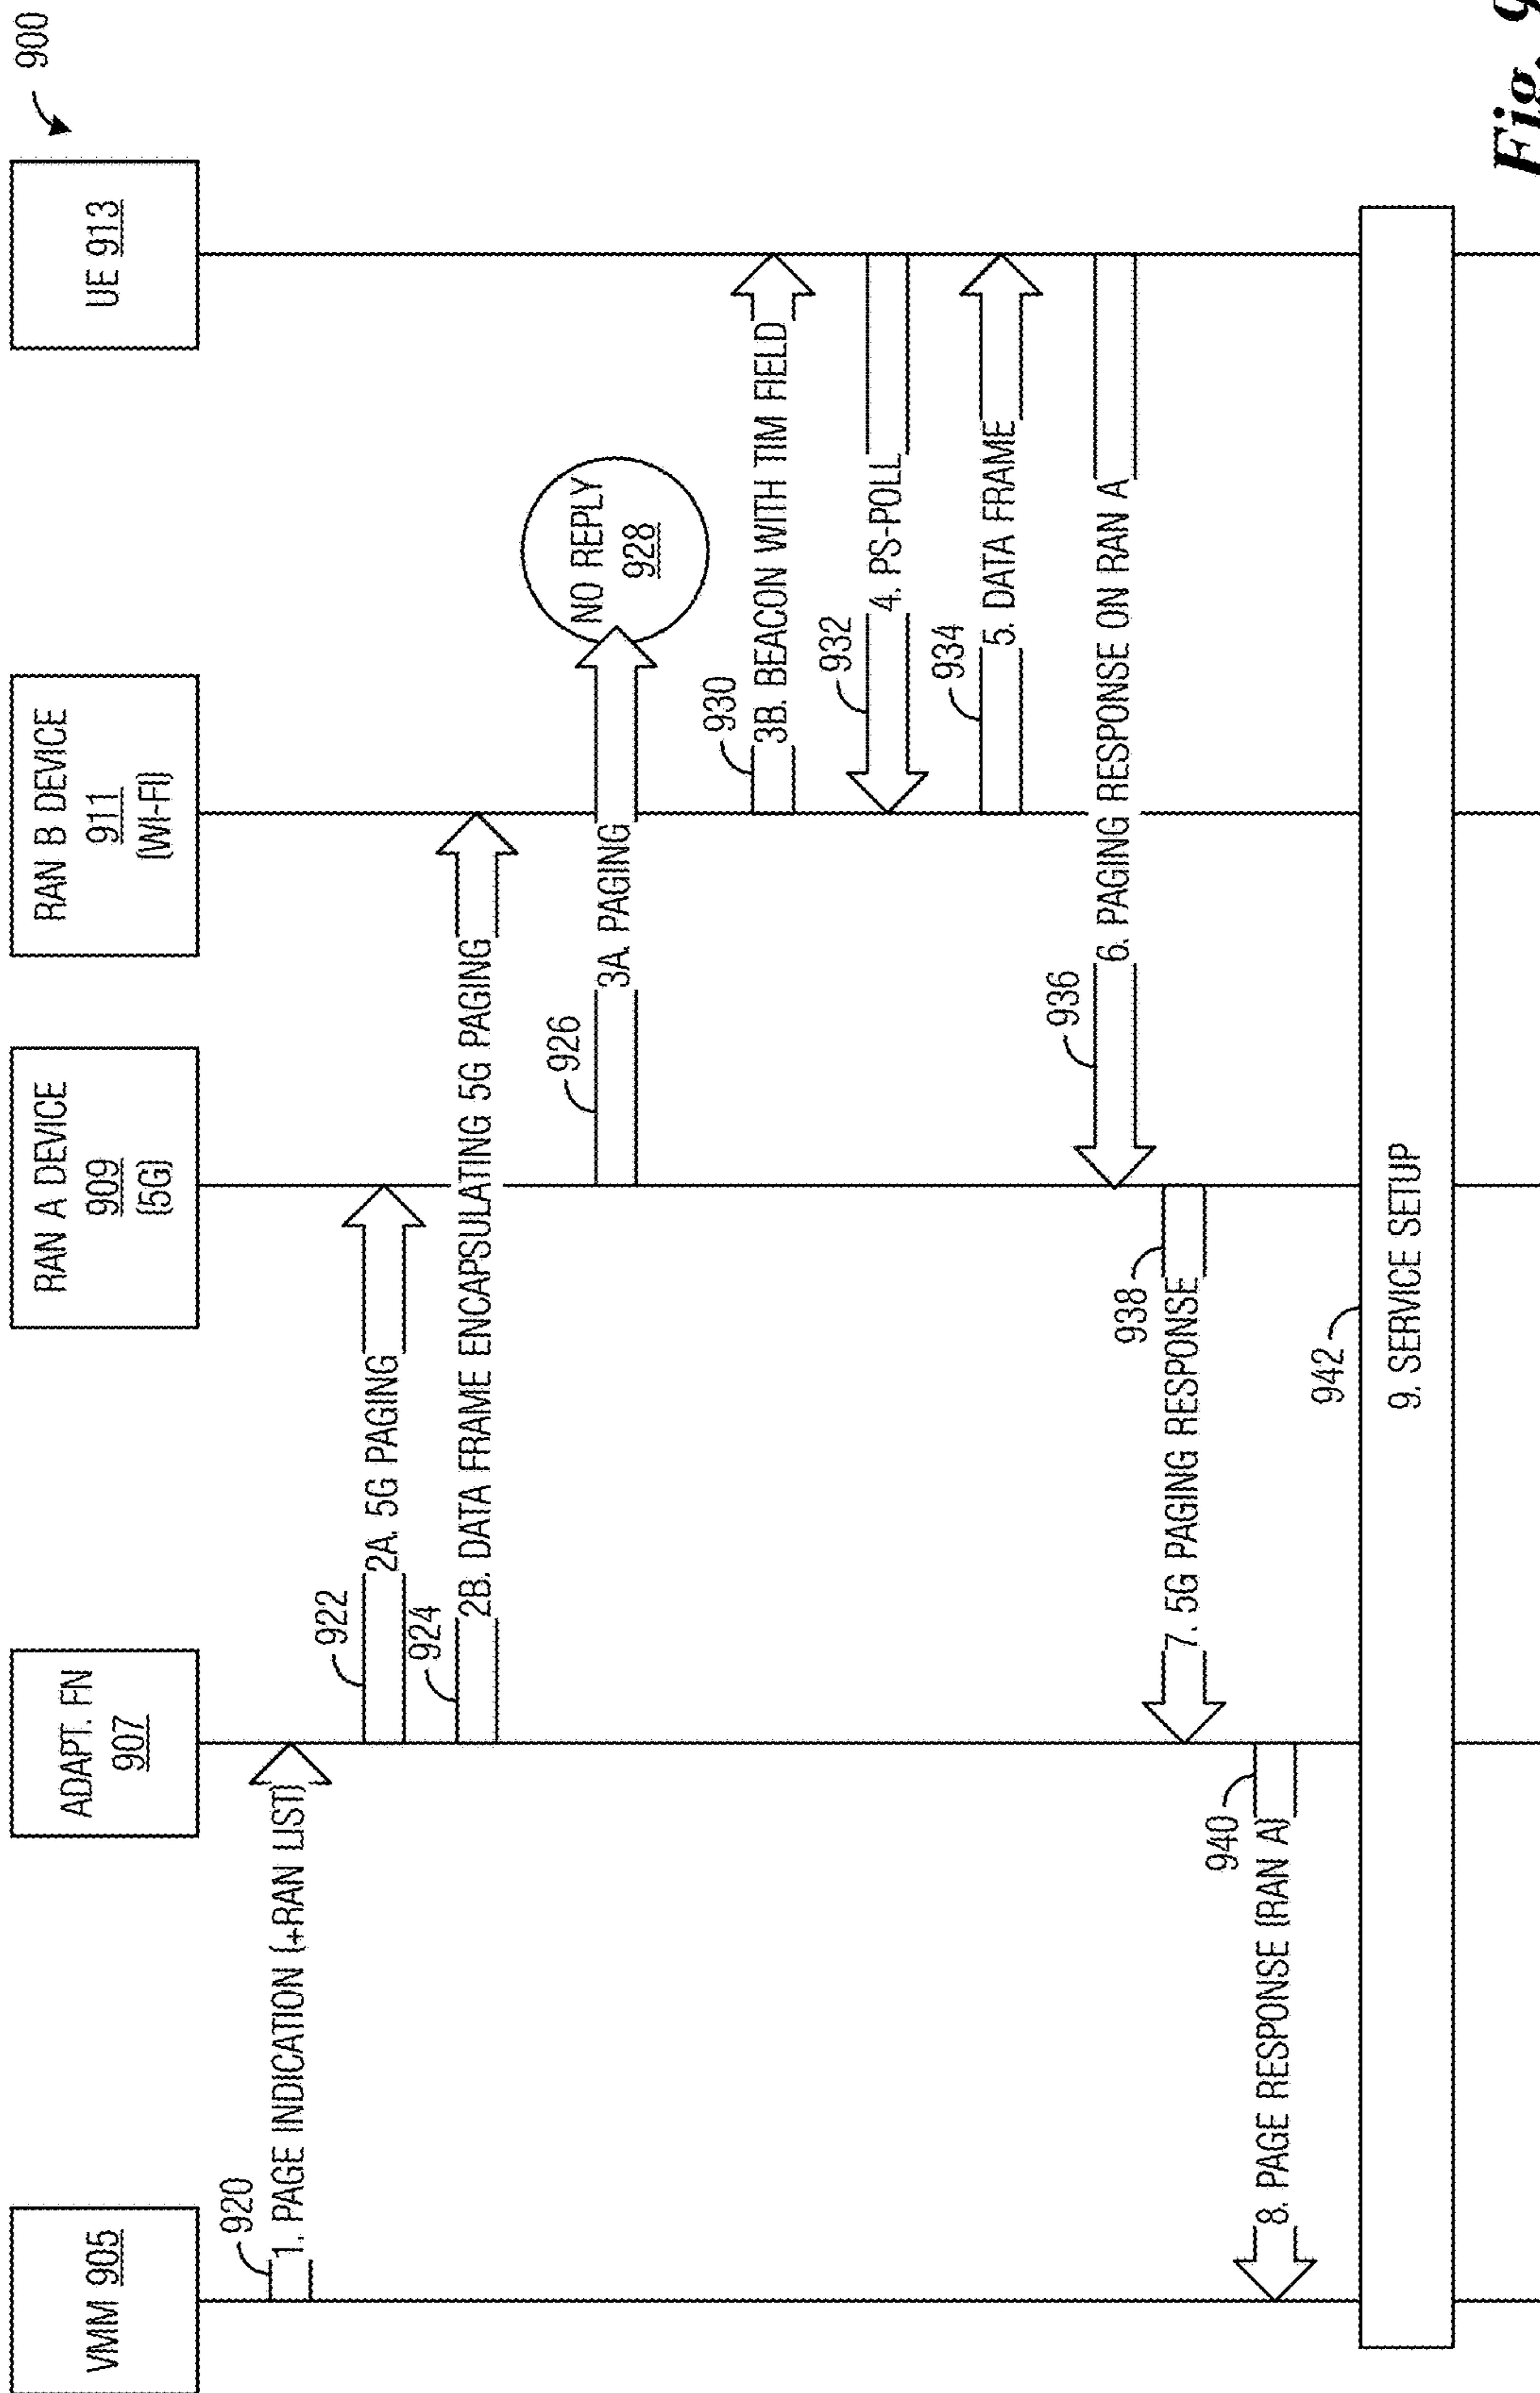 900
VMM 905
ADAPT. FN
907
RAN A DEVICE
909
(5G)
RAN B DEVICE
911
(WI-FI)
UE 913
920
1. PAGE INDICATION (+RAN LIST)
922
2A. 5G PAGING
924
2B. DATA FRAME ENCAPSULATING 5G PAGING
926
3A. PAGING
NO REPLY
928
930
3B. BEACON WITH TIM FIELD
932
4. PS-POLL
934
5. DATA FRAME
936
6. PAGING RESPONSE ON RAN A
938
7. 5G PAGING RESPONSE
940
8. PAGE RESPONSE (RAN A)
942
9. SERVICE SETUP
Fig. 9